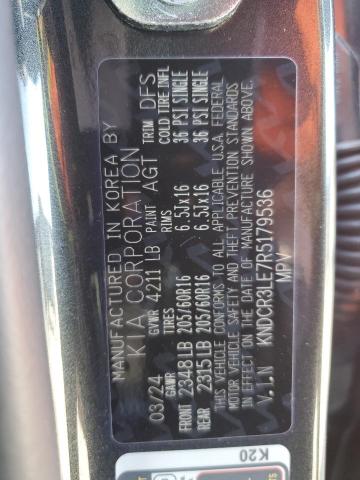 MANUFACTURED IN KOREA BY
KIA CORPORATION
03/24 GVWR 4211 LB PAINT AGT TRIM DFS
GAWR TIRES RIMS COLD TIRE INFL
FRONT 2348 LB 205/60R16 6.5JX16 36 PSI SINGLE
REAR 2315 LB 205/60R16 6.5JX16 36 PSI SINGLE
THIS VEHICLE CONFORMS TO ALL APPLICABLE U.S.A. FEDERAL
MOTOR VEHICLE SAFETY AND THEFT PREVENTION STANDARDS
IN EFFECT ON THE DATE OF MANUFACTURE SHOWN ABOVE.
V.I.N KNDCR3LE7R5179536
MPV
K20